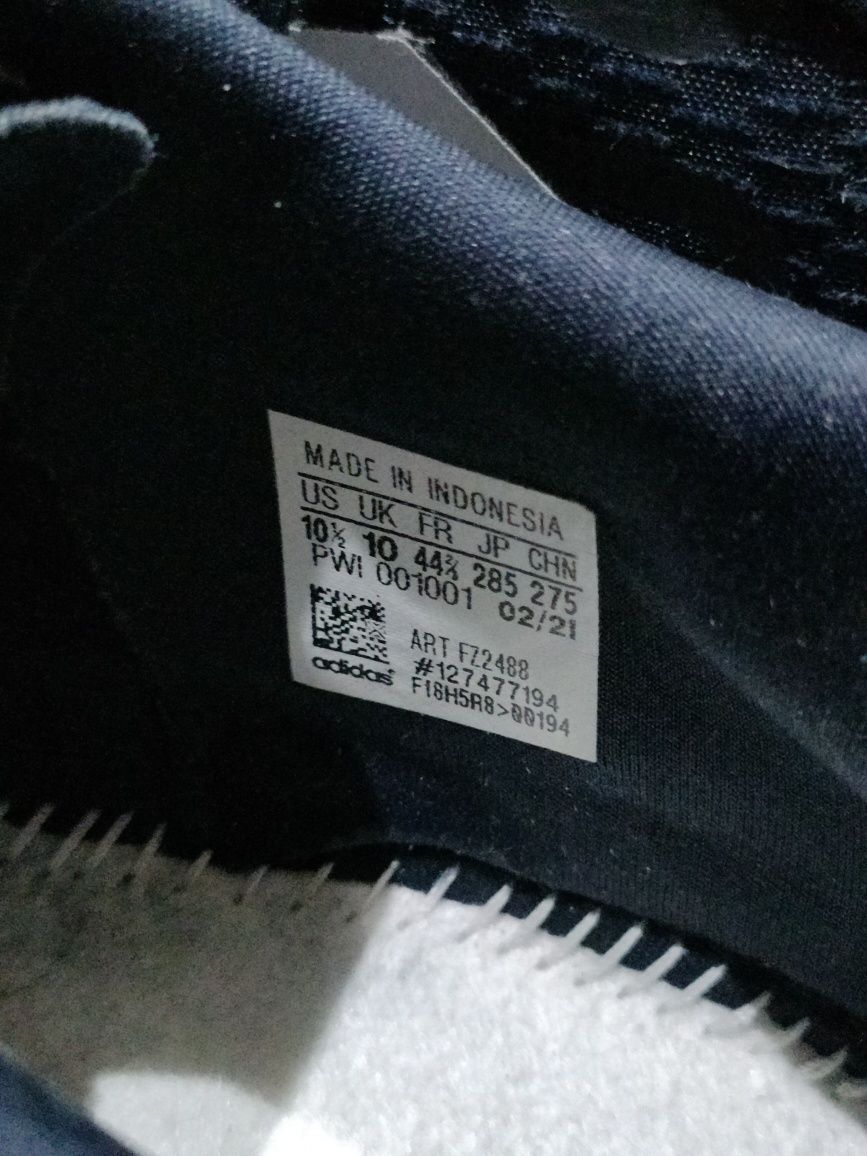 MADE IN INDONESIA
US UK FR JP CHN
10½ 10 44⅔ 285 275
PWI 001001 02/21
ART FZ2488
#127477194
F18H5R8>00194
adidas